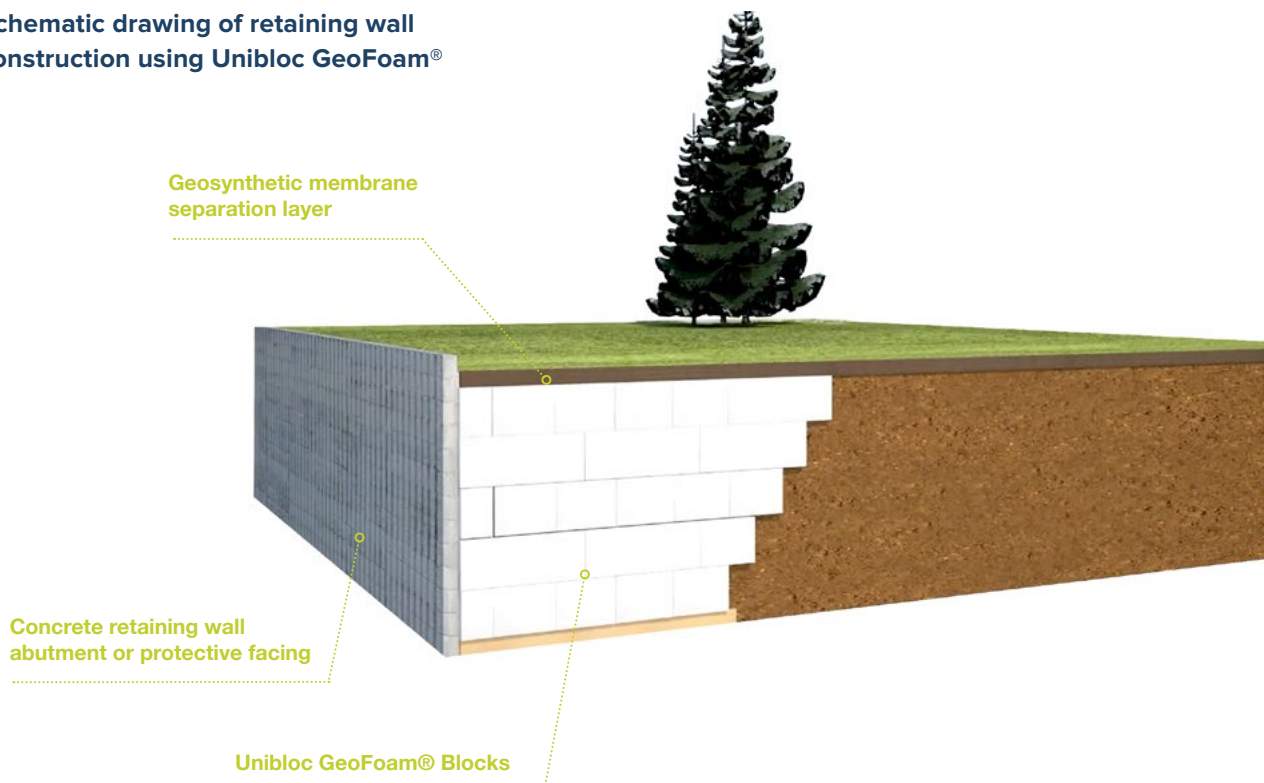 chematic drawing of retaining wall
onstruction using Unibloc GeoFoam®
Geosynthetic membrane
separation layer
Concrete retaining wall
abutment or protective facing
Unibloc GeoFoam® Blocks